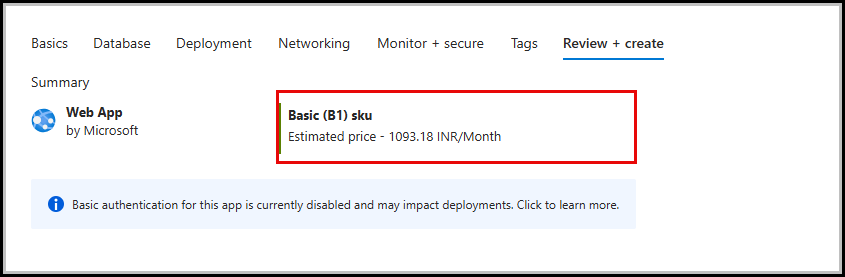 Basics Database Deployment Networking Monitor + secure Tags Review + create
Summary
Web App
by Microsoft
Basic (B1) sku
Estimated price - 1093.18 INR/Month
Basic authentication for this app is currently disabled and may impact deployments. Click to learn more.